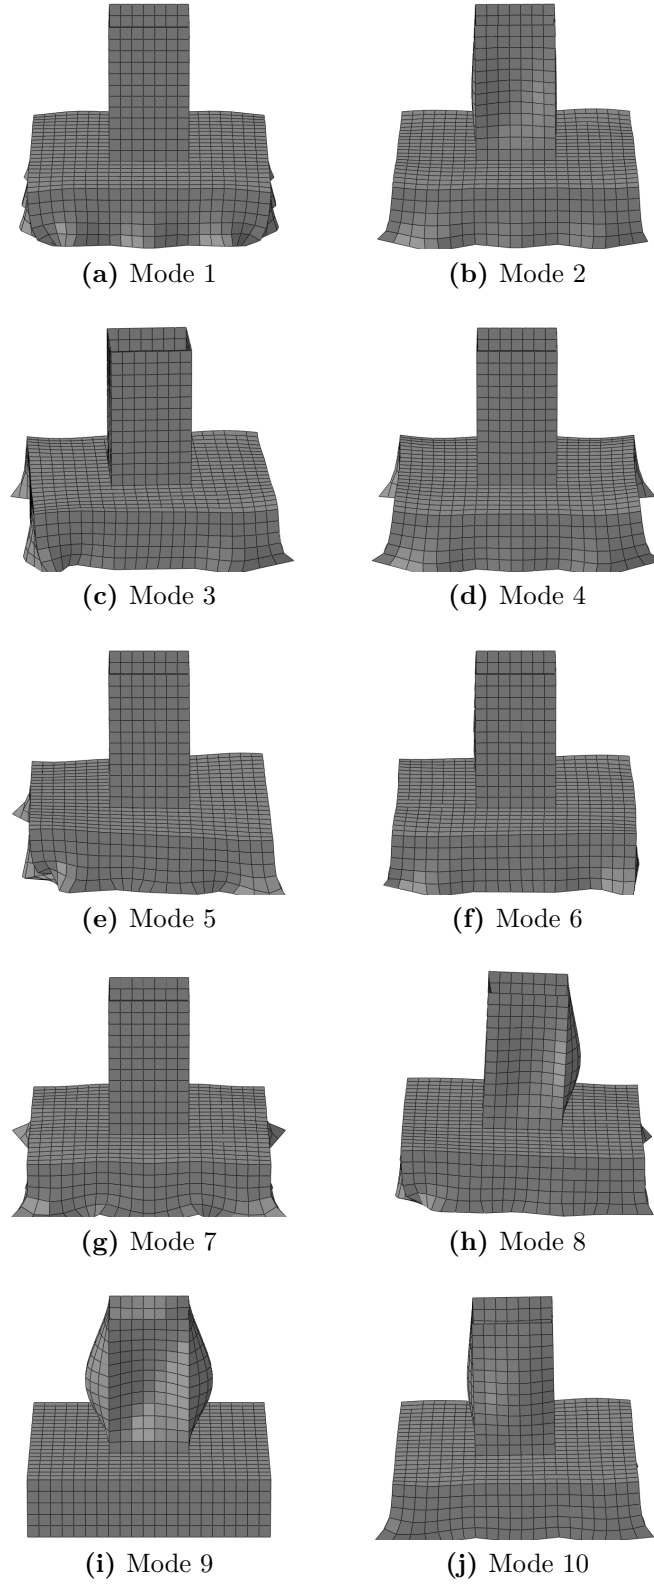 (a) Mode 1
(b) Mode 2
(c) Mode 3
(d) Mode 4
(e) Mode 5
(f) Mode 6
(g) Mode 7
(h) Mode 8
(i) Mode 9
(j) Mode 10